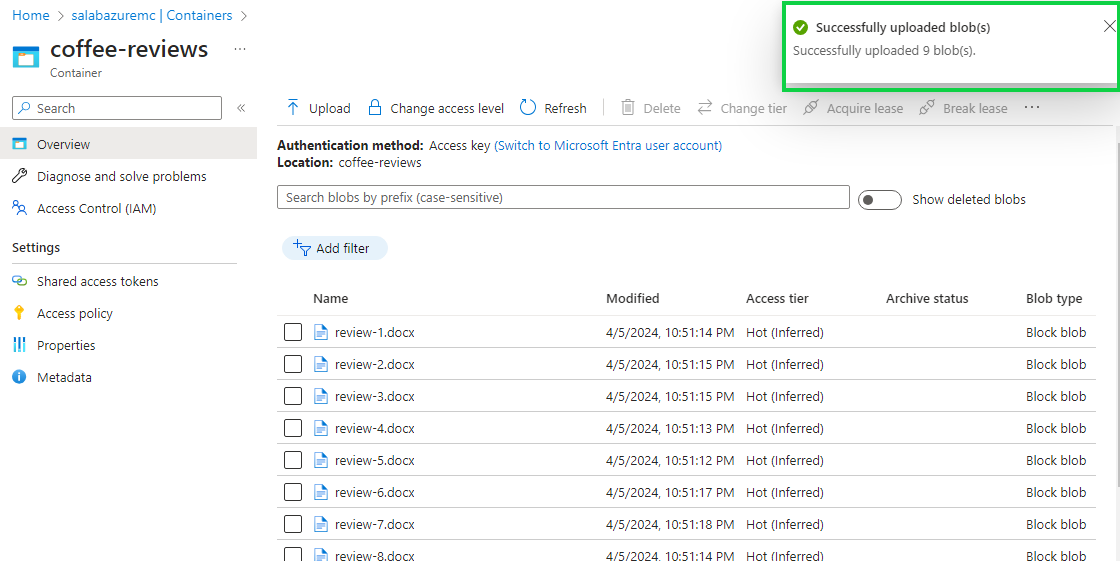 Home > salabazuremc | Containers >
coffee-reviews ...
Container
Successfully uploaded blob(s)
Successfully uploaded 9 blob(s).
Search
«
Upload Change access level Refresh Delete Change tier Acquire lease Break lease ...
Overview
Diagnose and solve problems
Access Control (IAM)
Settings
Shared access tokens
Access policy
Properties
Metadata
Authentication method: Access key (Switch to Microsoft Entra user account)
Location: coffee-reviews
Search blobs by prefix (case-sensitive) Show deleted blobs
Add filter
Name Modified Access tier Archive status Blob type
review-1.docx 4/5/2024, 10:51:14 PM Hot (Inferred) Block blob
review-2.docx 4/5/2024, 10:51:15 PM Hot (Inferred) Block blob
review-3.docx 4/5/2024, 10:51:15 PM Hot (Inferred) Block blob
review-4.docx 4/5/2024, 10:51:13 PM Hot (Inferred) Block blob
review-5.docx 4/5/2024, 10:51:12 PM Hot (Inferred) Block blob
review-6.docx 4/5/2024, 10:51:17 PM Hot (Inferred) Block blob
review-7.docx 4/5/2024, 10:51:18 PM Hot (Inferred) Block blob
review-8.docx 4/5/2024, 10:51:14 PM Hot (Inferred) Block blob